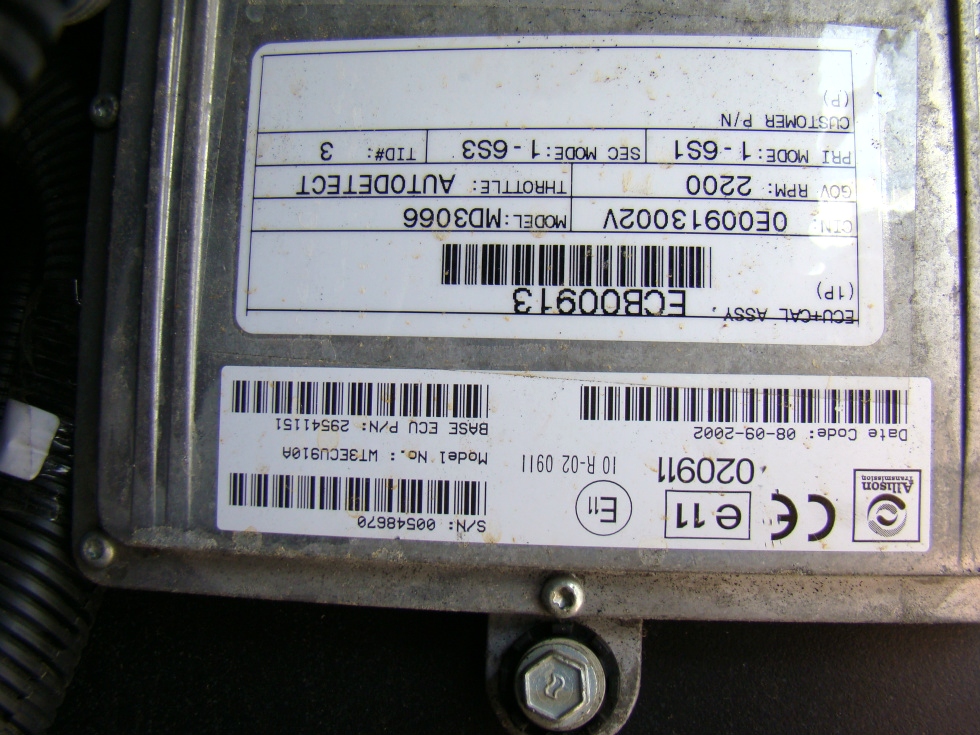 Allison
Transmission
CE
e 11
020911
E11
10 R-02 0911
S/N: 00548670
Model No.: WT3ECU910A
Date Code: 08-09-2002
BASE ECU P/N: 29541151
ECU+CAL ASSY.
(1P)
ECB00913
CIN: 0E00913002V MODEL: MD3066
GOV RPM: 2200 THROTTLE: AUTODETECT
PRI MODE: 1 - 6S1 SEC MODE: 1 - 6S3 TID#: 3
CUSTOMER P/N
(P)